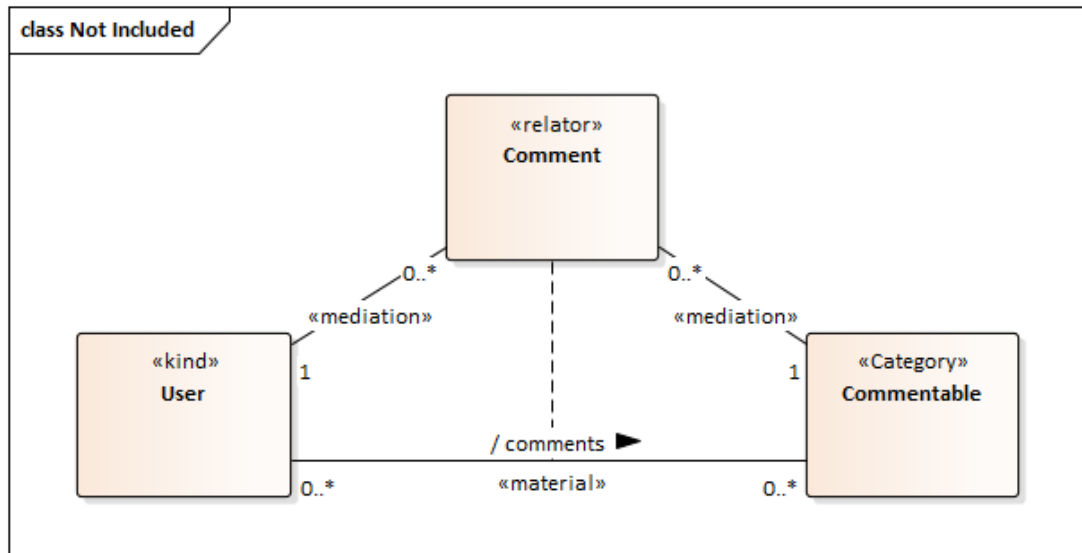 class Not Included
«relator»
Comment
0..*
0..*
«mediation»
«mediation»
«kind»
User
1
1
«Category»
Commentable
/ comments
0..*
«material»
0..*